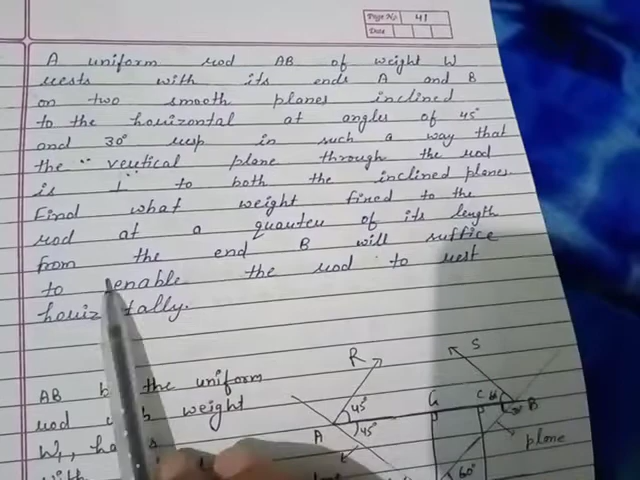 Page No. 41
Date
A uniform rod AB of weight W
rests with its ends A and B
on two smooth planes inclined
to the horizontal at angles of 45°
and 30° resp in such a way that
the "vertical plane through the rod
is ⊥" to both the inclined planes.
Find what weight fixed to the
rod at a quarter of its length
from the end B will suffice
to enable the rod to rest
horizontally.
R S
AB b the uniform
rod weight
W, ha
with
45° G C B
A 45°
plane
60°